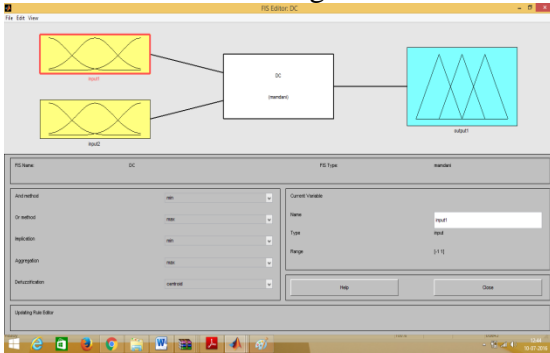 FIS Editor: DC
File Edit View
input1
DC
(mamdani)
input2
output1
FIS Name: DC FIS Type mamdani
And method min
Or method max
Implication min
Aggregation max
Defuzzification centroid
Current Variable
Name input1
Type input
Range [-1 1]
Help Close
Updating Rule Editor
13:44